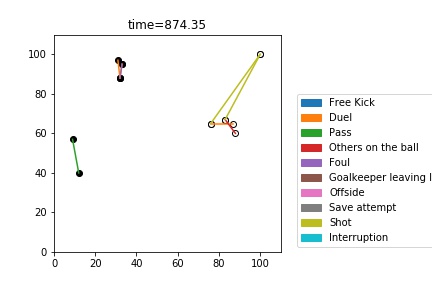 time=874.35
100
80
60
40
20
0
0 20 40 60 80 100
Free Kick
Duel
Pass
Others on the ball
Foul
Goalkeeper leaving l
Offside
Save attempt
Shot
Interruption